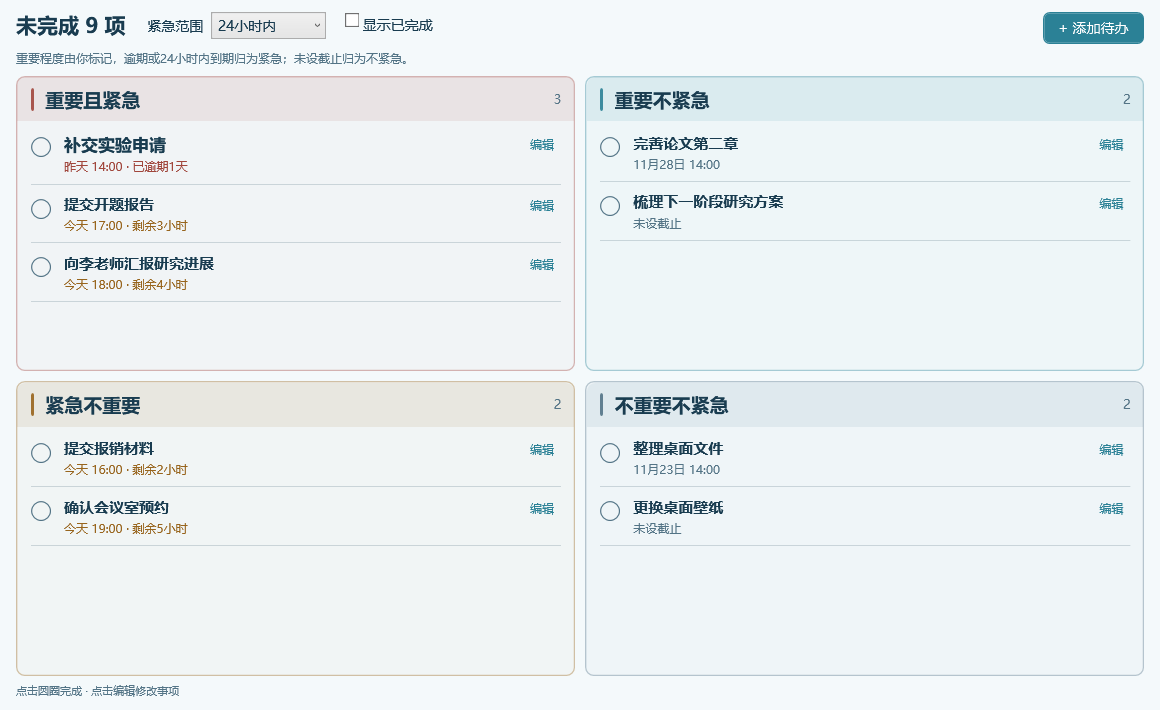 未完成 9 项
紧急范围 24小时内 显示已完成
+ 添加待办
重要程度由你标记，逾期或24小时内到期归为紧急；未设截止归为不紧急。
重要且紧急 3
补交实验申请 编辑
昨天 14:00 · 已逾期1天
提交开题报告 编辑
今天 17:00 · 剩余3小时
向李老师汇报研究进展 编辑
今天 18:00 · 剩余4小时
重要不紧急 2
完善论文第二章 编辑
11月28日 14:00
梳理下一阶段研究方案 编辑
未设截止
紧急不重要 2
提交报销材料 编辑
今天 16:00 · 剩余2小时
确认会议室预约 编辑
今天 19:00 · 剩余5小时
不重要不紧急 2
整理桌面文件 编辑
11月23日 14:00
更换桌面壁纸 编辑
未设截止
点击圆圈完成 · 点击编辑修改事项